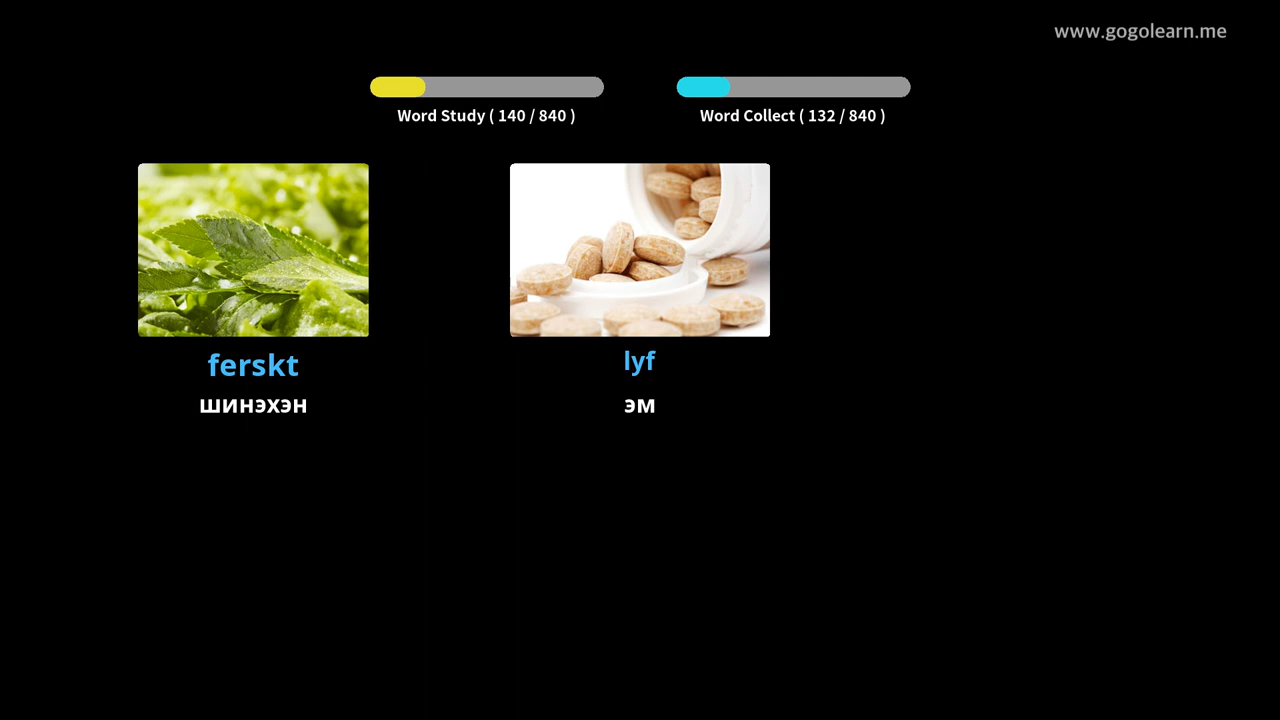 www.gogolearn.me
Word Study ( 140 / 840 )
Word Collect ( 132 / 840 )
ferskt
lyf
шинэхэн
эм